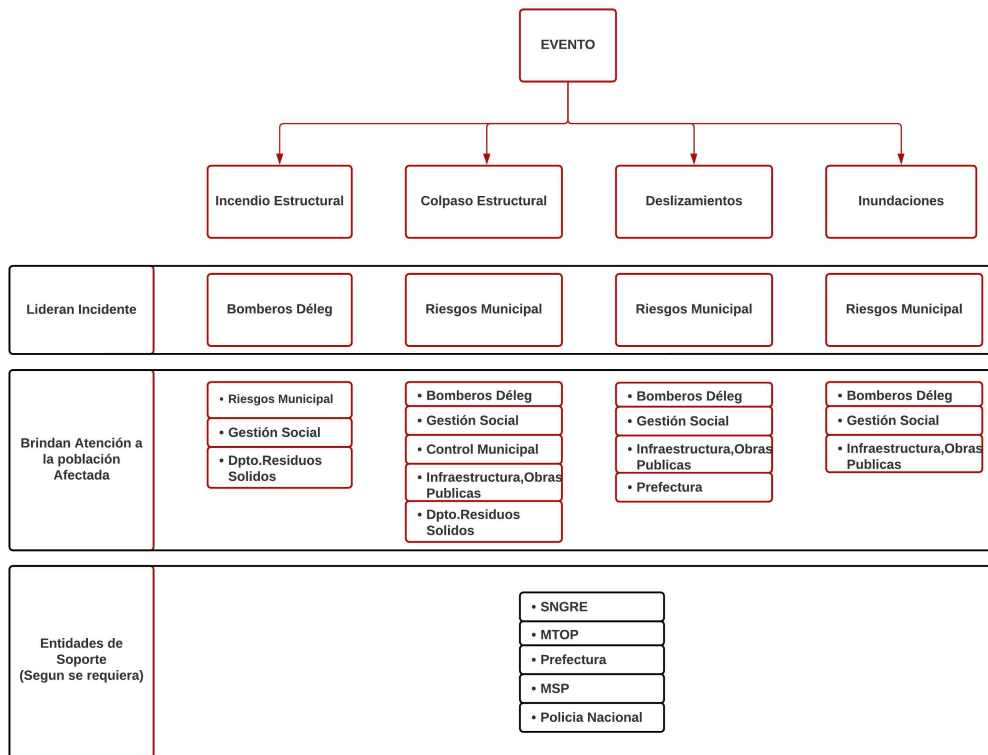 EVENTO
Incendio Estructural
Colpaso Estructural
Deslizamientos
Inundaciones
Lideran Incidente
Bomberos Déleg
Riesgos Municipal
Riesgos Municipal
Riesgos Municipal
Brindan Atención a
la población
Afectada
• Riesgos Municipal
• Gestión Social
• Dpto.Residuos
Solidos
• Bomberos Déleg
• Gestión Social
• Control Municipal
• Infraestructura,Obras
Publicas
• Dpto.Residuos
Solidos
• Bomberos Déleg
• Gestión Social
• Infraestructura,Obras
Publicas
• Prefectura
• Bomberos Déleg
• Gestión Social
• Infraestructura,Obras
Publicas
Entidades de
Soporte
(Segun se requiera)
• SNGRE
• MTOP
• Prefectura
• MSP
• Policia Nacional